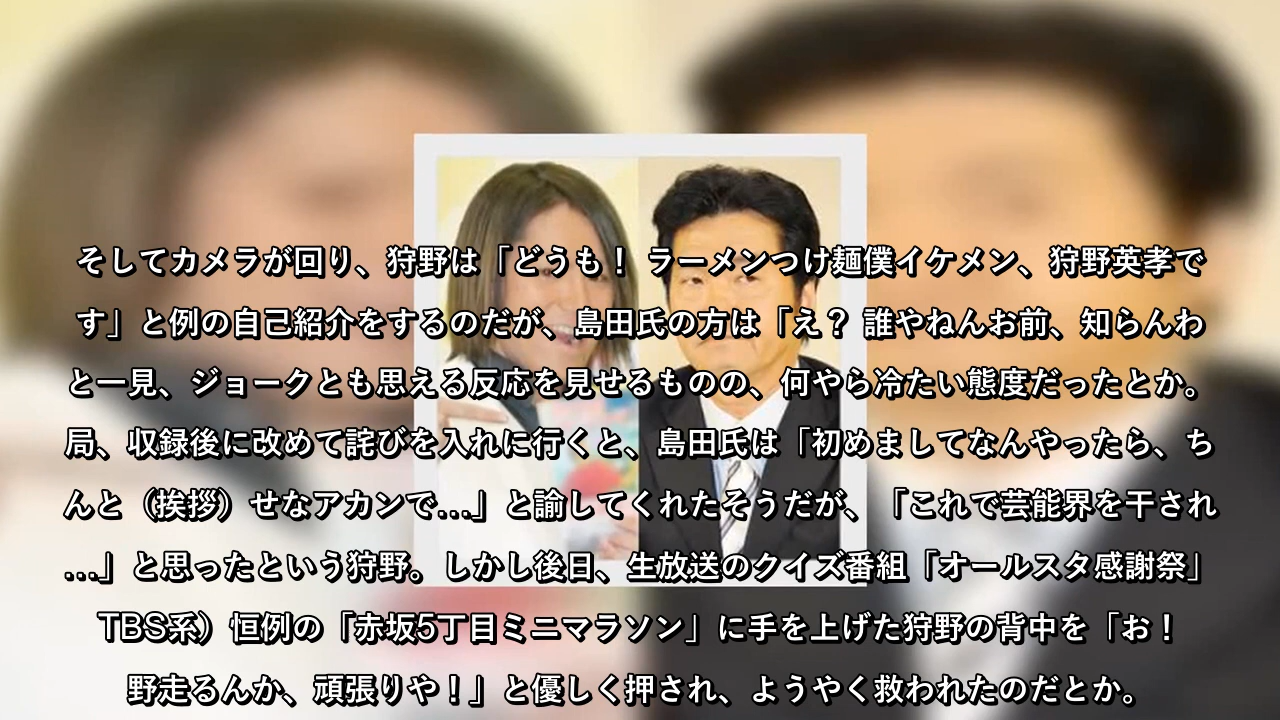 そしてカメラが回り、狩野は「どうも！ ラーメンつけ麺僕イケメン、狩野英孝で
す」と例の自己紹介をするのだが、島田氏の方は「え？ 誰やねんお前、知らんわ
と一見、ジョークとも思える反応を見せるものの、何やら冷たい態度だったとか。
局、収録後に改めて詫びを入れに行くと、島田氏は「初めましてなんやったら、ち
んと（挨拶）せなアカンで…」と諭してくれたそうだが、「これで芸能界を干され
…」と思ったという狩野。しかし後日、生放送のクイズ番組「オールスタ感謝祭」
TBS系）恒例の「赤坂5丁目ミニマラソン」に手を上げた狩野の背中を「お！
野走るんか、頑張りや！」と優しく押され、ようやく救われたのだとか。